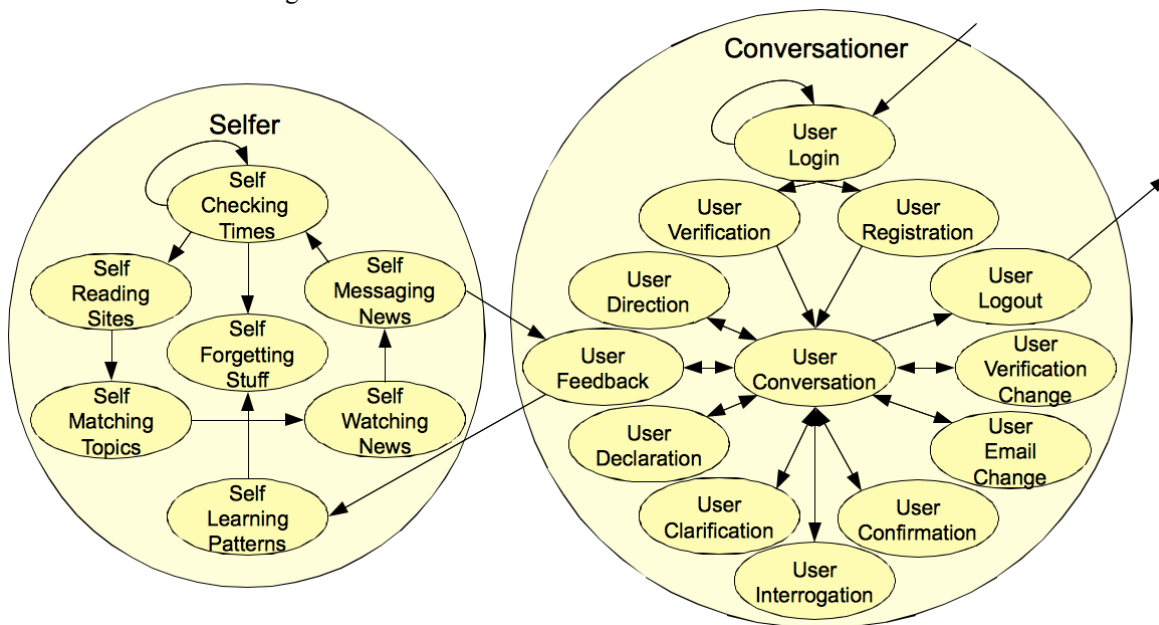 Selfer
Self
Checking
Times
Self
Reading
Sites
Self
Messaging
News
Self
Forgetting
Stuff
Self
Matching
Topics
Self
Watching
News
Self
Learning
Patterns
Conversationer
User
Login
User
Verification
User
Registration
User
Direction
User
Logout
User
Feedback
User
Conversation
User
Verification
Change
User
Declaration
User
Email
Change
User
Clarification
User
Confirmation
User
Interrogation